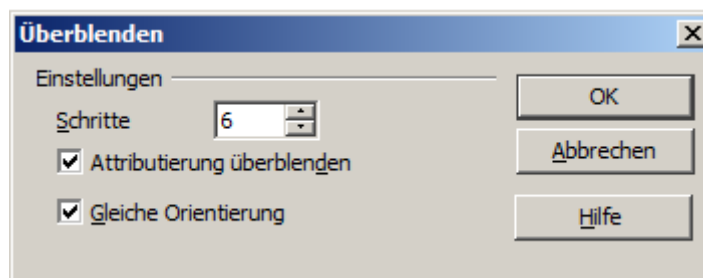 Überblenden
Einstellungen
OK
Schritte 6
Abbrechen
Attributierung überblenden
Gleiche Orientierung
Hilfe